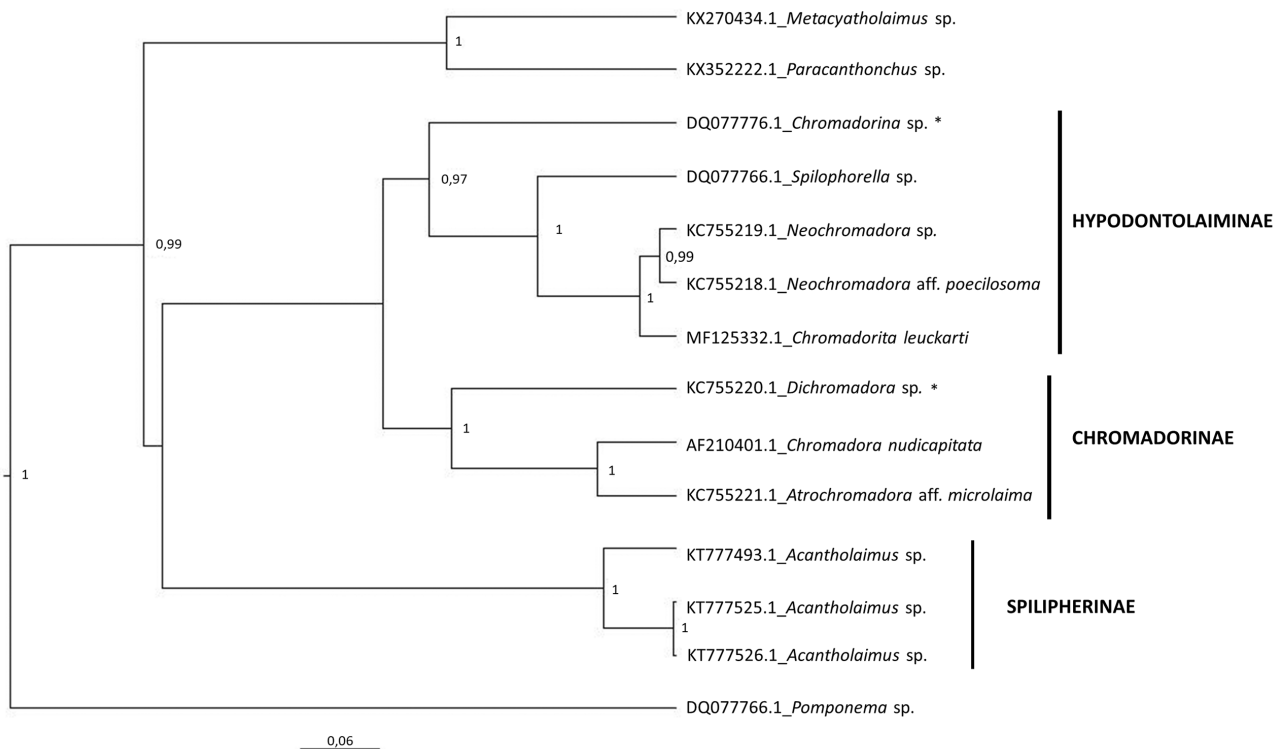 KX270434.1_Metacyatholaimus sp.
1
KX352222.1_Paracanthonchus sp.
DQ077776.1_Chromadorina sp. *
0,97
DQ077766.1_Spilophorella sp.
KC755219.1_Neochromadora sp.
1
HYPODONTOLAIMINAE
0,99
0,99
KC755218.1_Neochromadora aff. poecilosoma
1
MF125332.1_Chromadorita leuckarti
KC755220.1_Dichromadora sp. *
1
CHROMADORINAE
AF210401.1_Chromadora nudicapitata
1
1
KC755221.1_Atrochromadora aff. microlaima
KT777493.1_Acantholaimus sp.
1
KT777525.1_Acantholaimus sp.
SPILIPHERINAE
1
KT777526.1_Acantholaimus sp.
DQ077766.1_Pomponema sp.
0,06